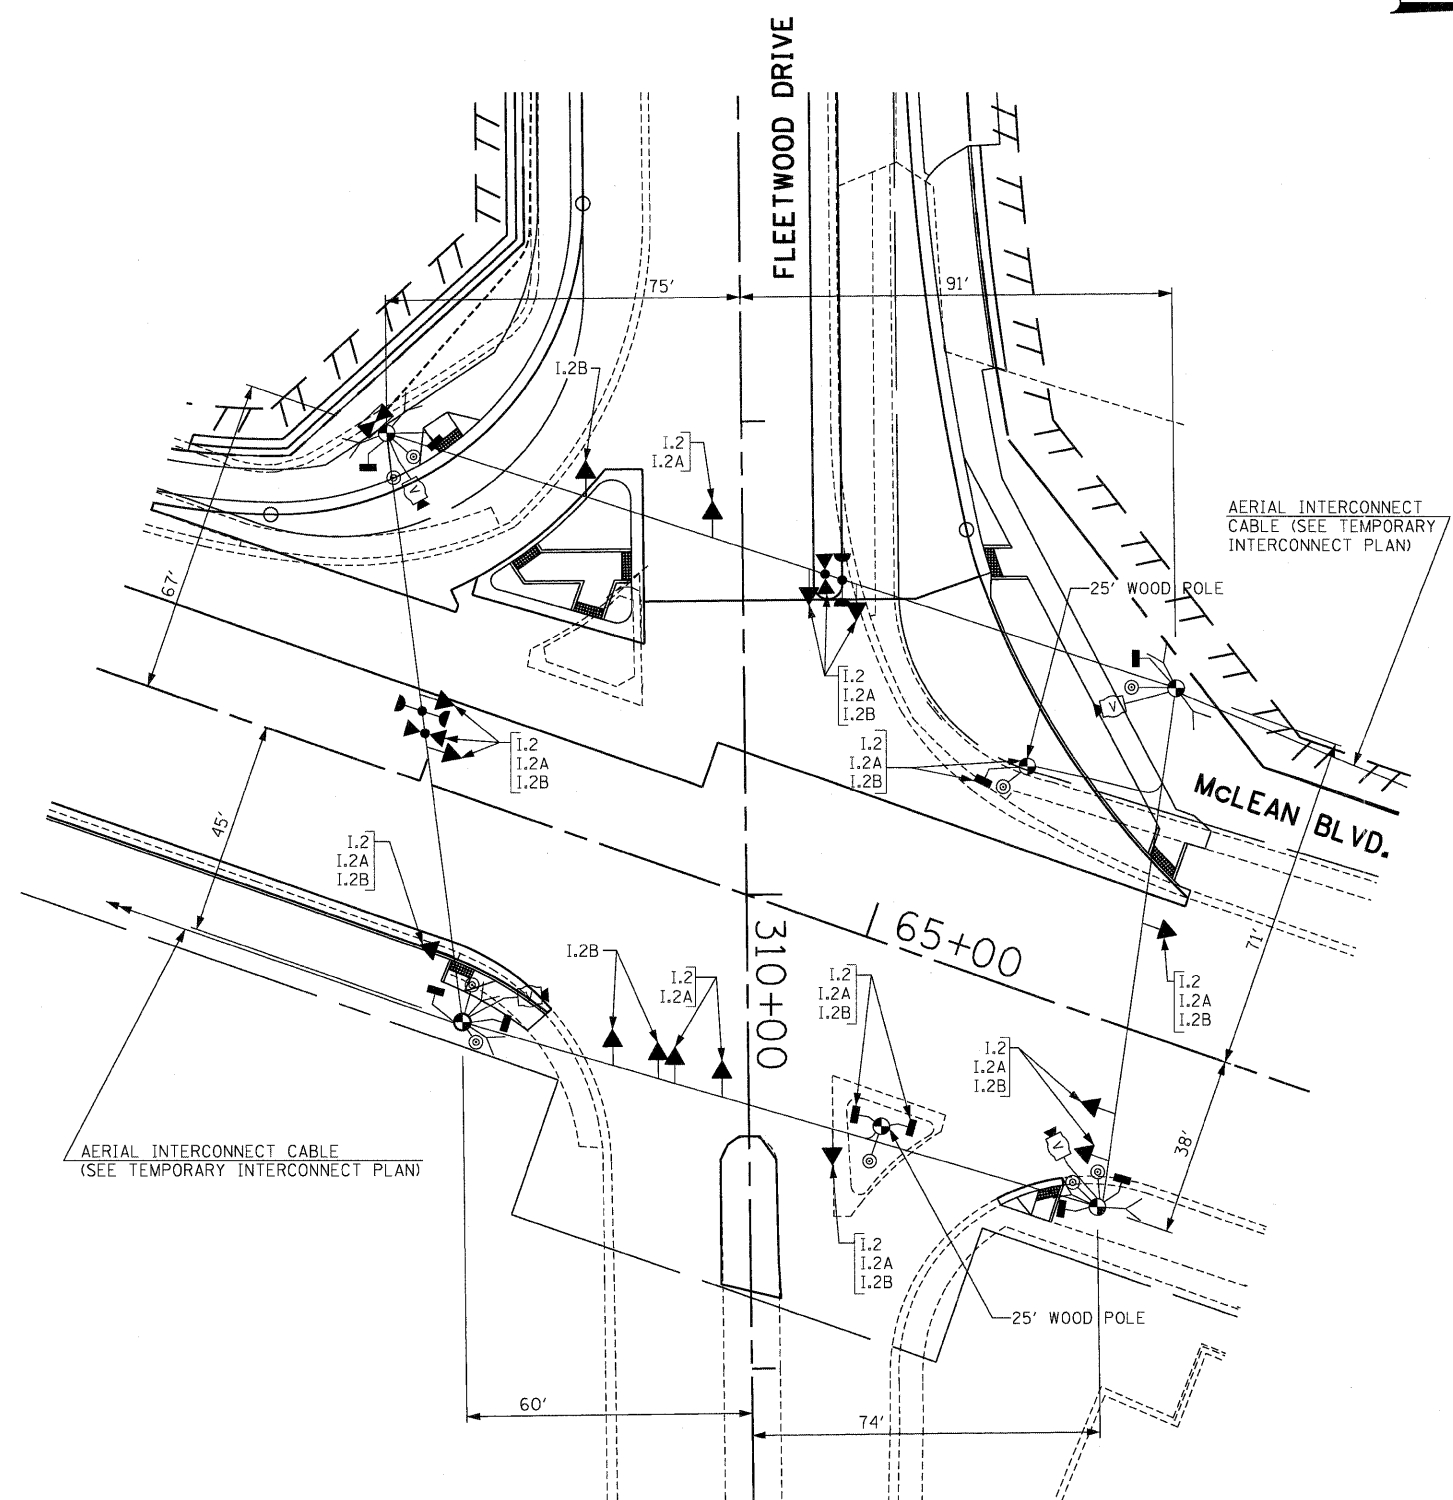 FLEETWOOD DRIVE
75'
91'
I.2B
I.2
I.2A
AERIAL INTERCONNECT
CABLE (SEE TEMPORARY
INTERCONNECT PLAN)
67'
25' WOOD POLE
I.2
I.2A
I.2B
I.2
I.2A
I.2B
I.2
I.2A
I.2B
V
V
McLEAN BLVD.
45'
I.2
I.2A
I.2B
65+00
310+00
71'
I.2B
I.2
I.2A
I.2
I.2A
I.2B
I.2
I.2A
I.2B
V
I.2
I.2A
I.2B
V
38'
AERIAL INTERCONNECT CABLE
(SEE TEMPORARY INTERCONNECT PLAN)
I.2
I.2A
I.2B
25' WOOD POLE
60'
74'